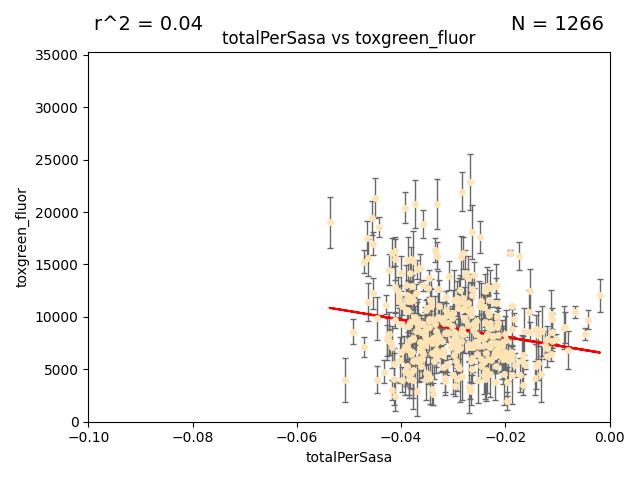 r^2 = 0.04
N = 1266
totalPerSasa vs toxgreen_fluor
35000
30000
25000
20000
15000
10000
5000
0
toxgreen_fluor
−0.10
−0.08
−0.06
−0.04
−0.02
0.00
totalPerSasa